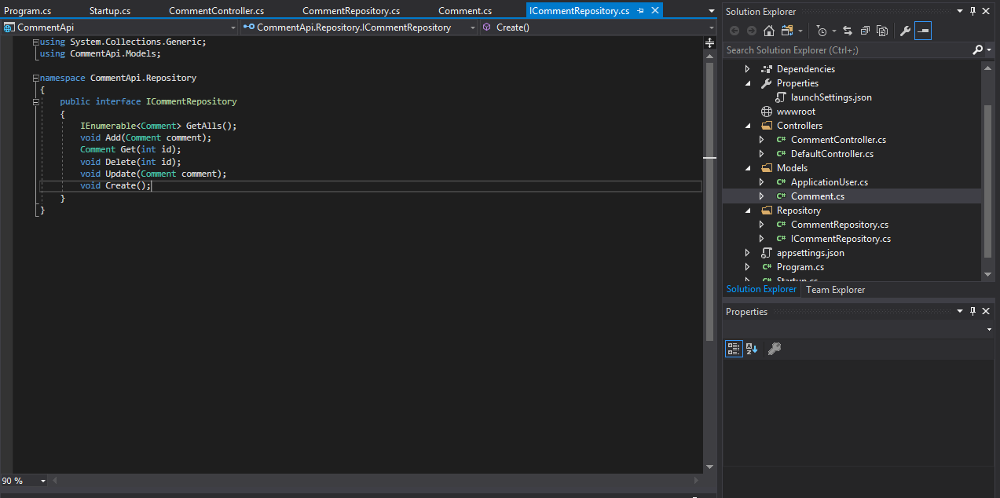 Program.cs Startup.cs CommentController.cs CommentRepository.cs Comment.cs ICommentRepository.cs
CommentApi CommentApi.Repository.ICommentRepository Create()
using System.Collections.Generic;
using CommentApi.Models;
namespace CommentApi.Repository
{
public interface ICommentRepository
{
IEnumerable<Comment> GetAlls();
void Add(Comment comment);
Comment Get(int id);
void Delete(int id);
void Update(Comment comment);
void Create();
}
}
90 %
Solution Explorer
Search Solution Explorer (Ctrl+;)
Dependencies
Properties
launchSettings.json
wwwroot
Controllers
C# CommentController.cs
C# DefaultController.cs
Models
C# ApplicationUser.cs
C# Comment.cs
Repository
C# CommentRepository.cs
C# ICommentRepository.cs
appsettings.json
C# Program.cs
C# Startup.cs
Solution Explorer Team Explorer
Properties